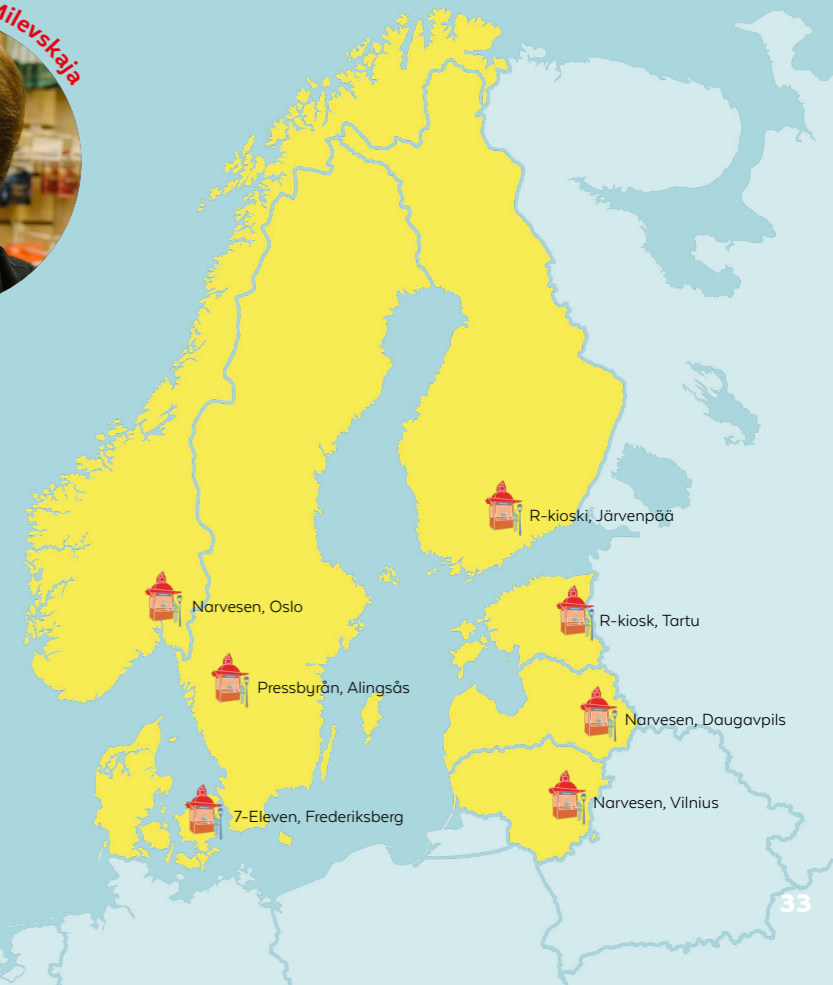 Milevskaja
R-kioski, Järvenpää
Narvesen, Oslo
R-kiosk, Tartu
Pressbyrån, Alingsås
Narvesen, Daugavpils
Narvesen, Vilnius
7-Eleven, Frederiksberg
33